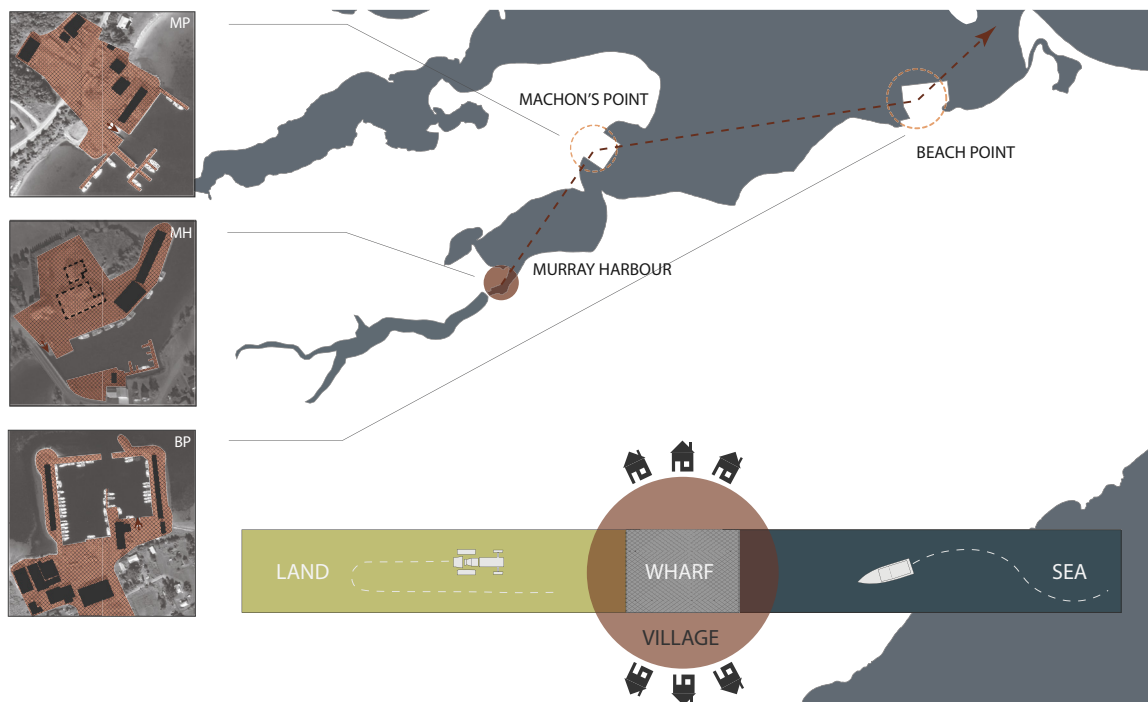 MP
MACHON'S POINT
BEACH POINT
MH
MURRAY HARBOUR
BP
LAND
WHARF
SEA
VILLAGE